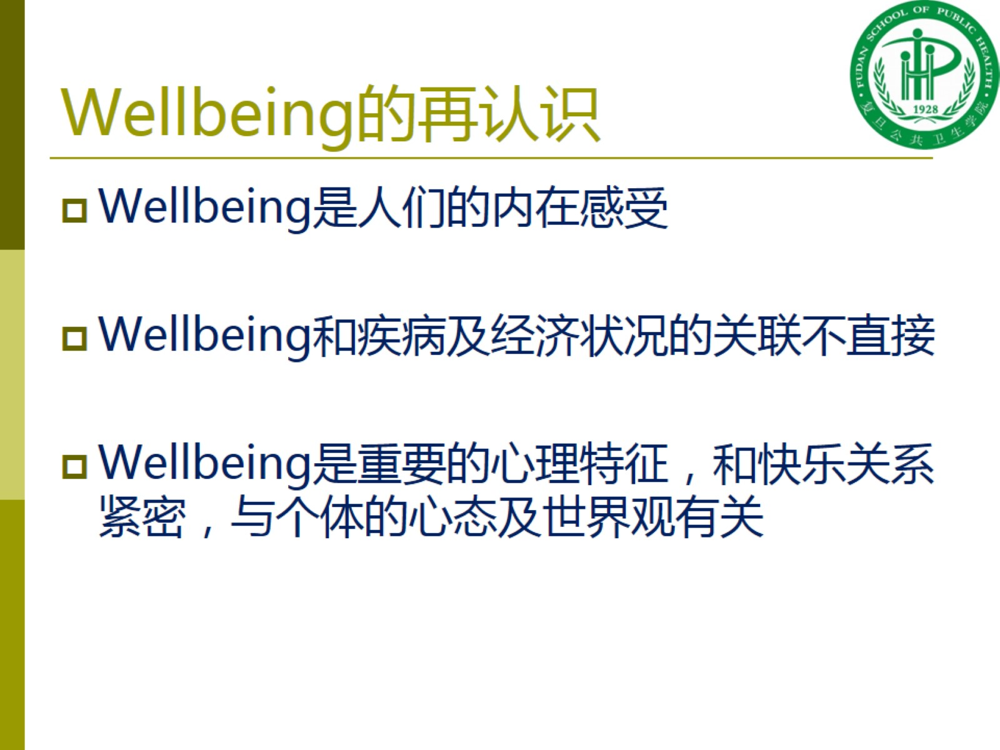 FUDAN SCHOOL OF PUBLIC HEALTH
1928
复旦公共卫生学院
Wellbeing的再认识
Wellbeing是人们的内在感受
Wellbeing和疾病及经济状况的关联不直接
Wellbeing是重要的心理特征，和快乐关系
紧密，与个体的心态及世界观有关